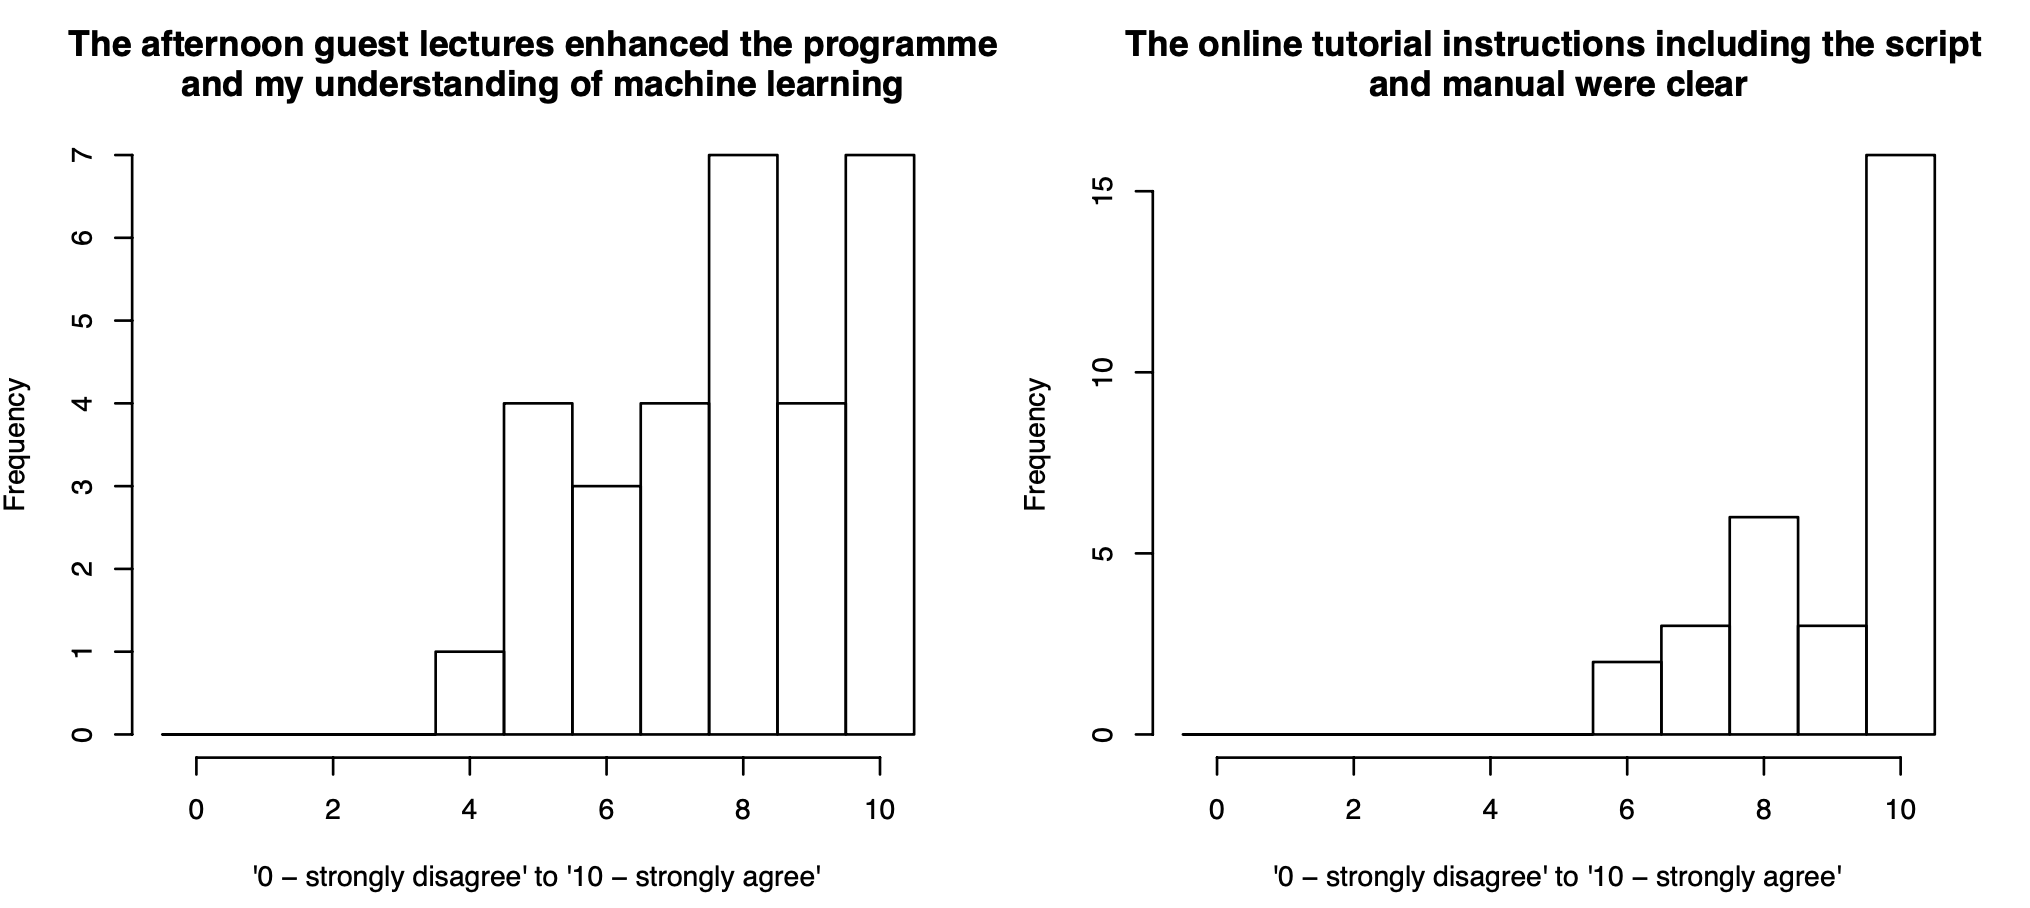 The afternoon guest lectures enhanced the programme
and my understanding of machine learning
Frequency
7
6
5
4
3
2
1
0
0 2 4 6 8 10
'0 – strongly disagree' to '10 – strongly agree'
The online tutorial instructions including the script
and manual were clear
Frequency
15
10
5
0
0 2 4 6 8 10
'0 – strongly disagree' to '10 – strongly agree'